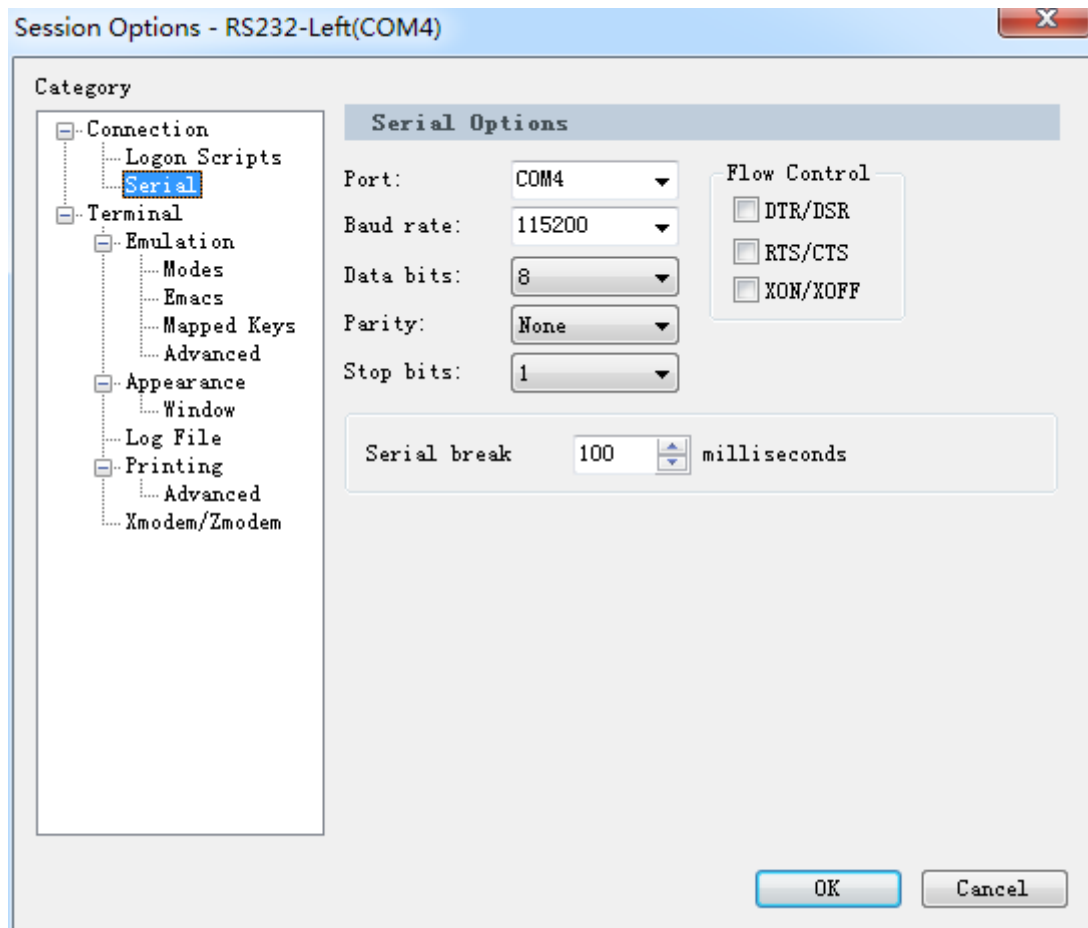 Session Options - RS232-Left(COM4)
Category
Connection
Logon Scripts
Serial
Terminal
Emulation
Modes
Emacs
Mapped Keys
Advanced
Appearance
Window
Log File
Printing
Advanced
Xmodem/Zmodem
Serial Options
Port: COM4
Baud rate: 115200
Data bits: 8
Parity: None
Stop bits: 1
Flow Control
DTR/DSR
RTS/CTS
XON/XOFF
Serial break 100 milliseconds
OK Cancel